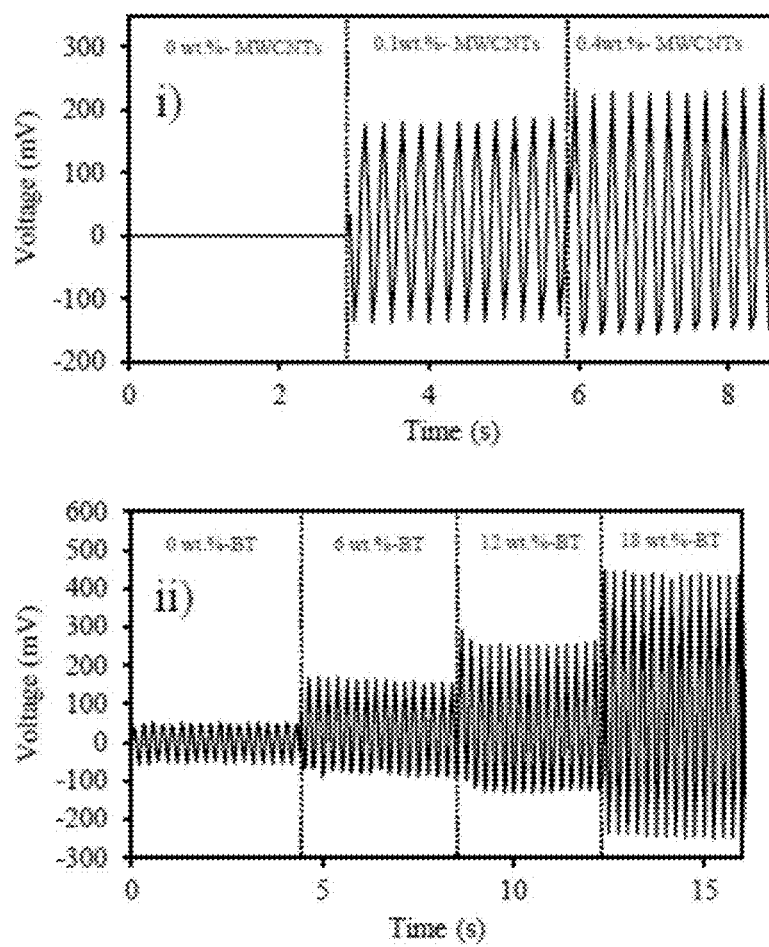 300
0 wt.%- MWCNTs
0.1wt.%- MWCNTs
0.4wt.%- MWCNTs
i)
200
100
0
-100
-200
Voltage (mV)
0
2
4
6
8
Time (s)
600
500
400
300
200
100
0
-100
-200
-300
0 wt.%-BT
6 wt.%-BT
12 wt.%-BT
18 wt.%-BT
ii)
Voltage (mV)
0
5
10
15
Time (s)